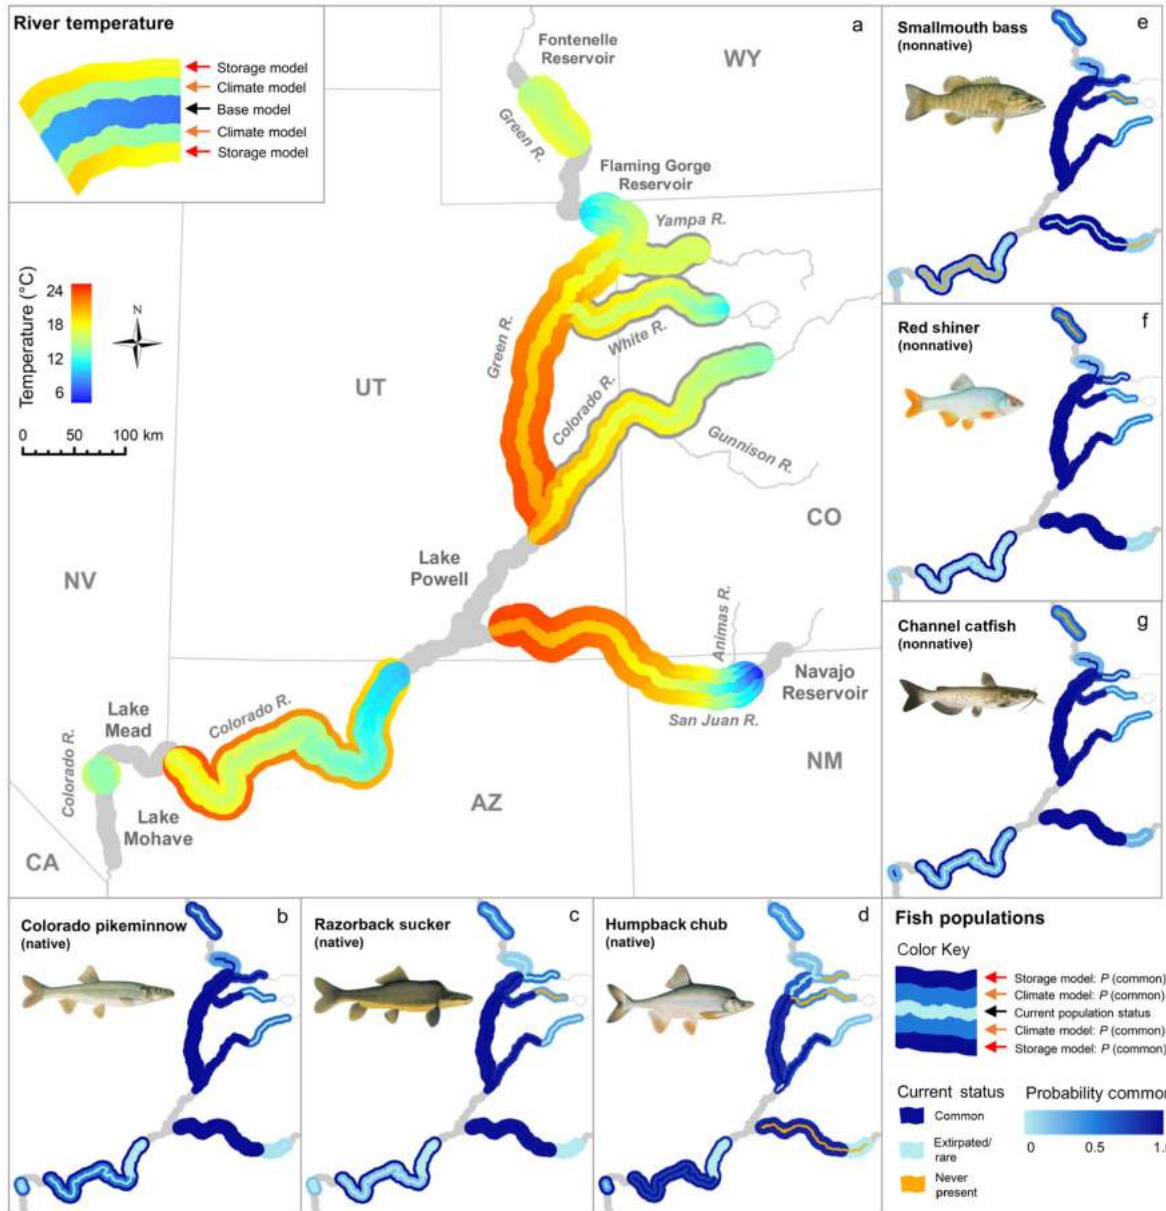 River temperature
Storage model
Climate model
Base model
Climate model
Storage model
a
Fontenelle
Reservoir
WY
Green R.
Flaming Gorge
Reservoir
Yampa R.
Temperature (°C)
24
18
12
6
N
0 50 100 km
UT
Green R.
White R.
Colorado R.
Gunnison R.
CO
NV
Lake
Powell
Animas R.
Navajo
Reservoir
San Juan R.
NM
Lake
Mead
Colorado R.
Colorado R.
Lake
Mohave
AZ
CA
e
Smallmouth bass
(nonnative)
f
Red shiner
(nonnative)
g
Channel catfish
(nonnative)
b
Colorado pikeminnow
(native)
c
Razorback sucker
(native)
d
Humpback chub
(native)
Fish populations
Color Key
Storage model: P (common)
Climate model: P (common)
Current population status
Climate model: P (common)
Storage model: P (common)
Current status
Common
Extirpated/
rare
Never
present
Probability common
0 0.5 1.0